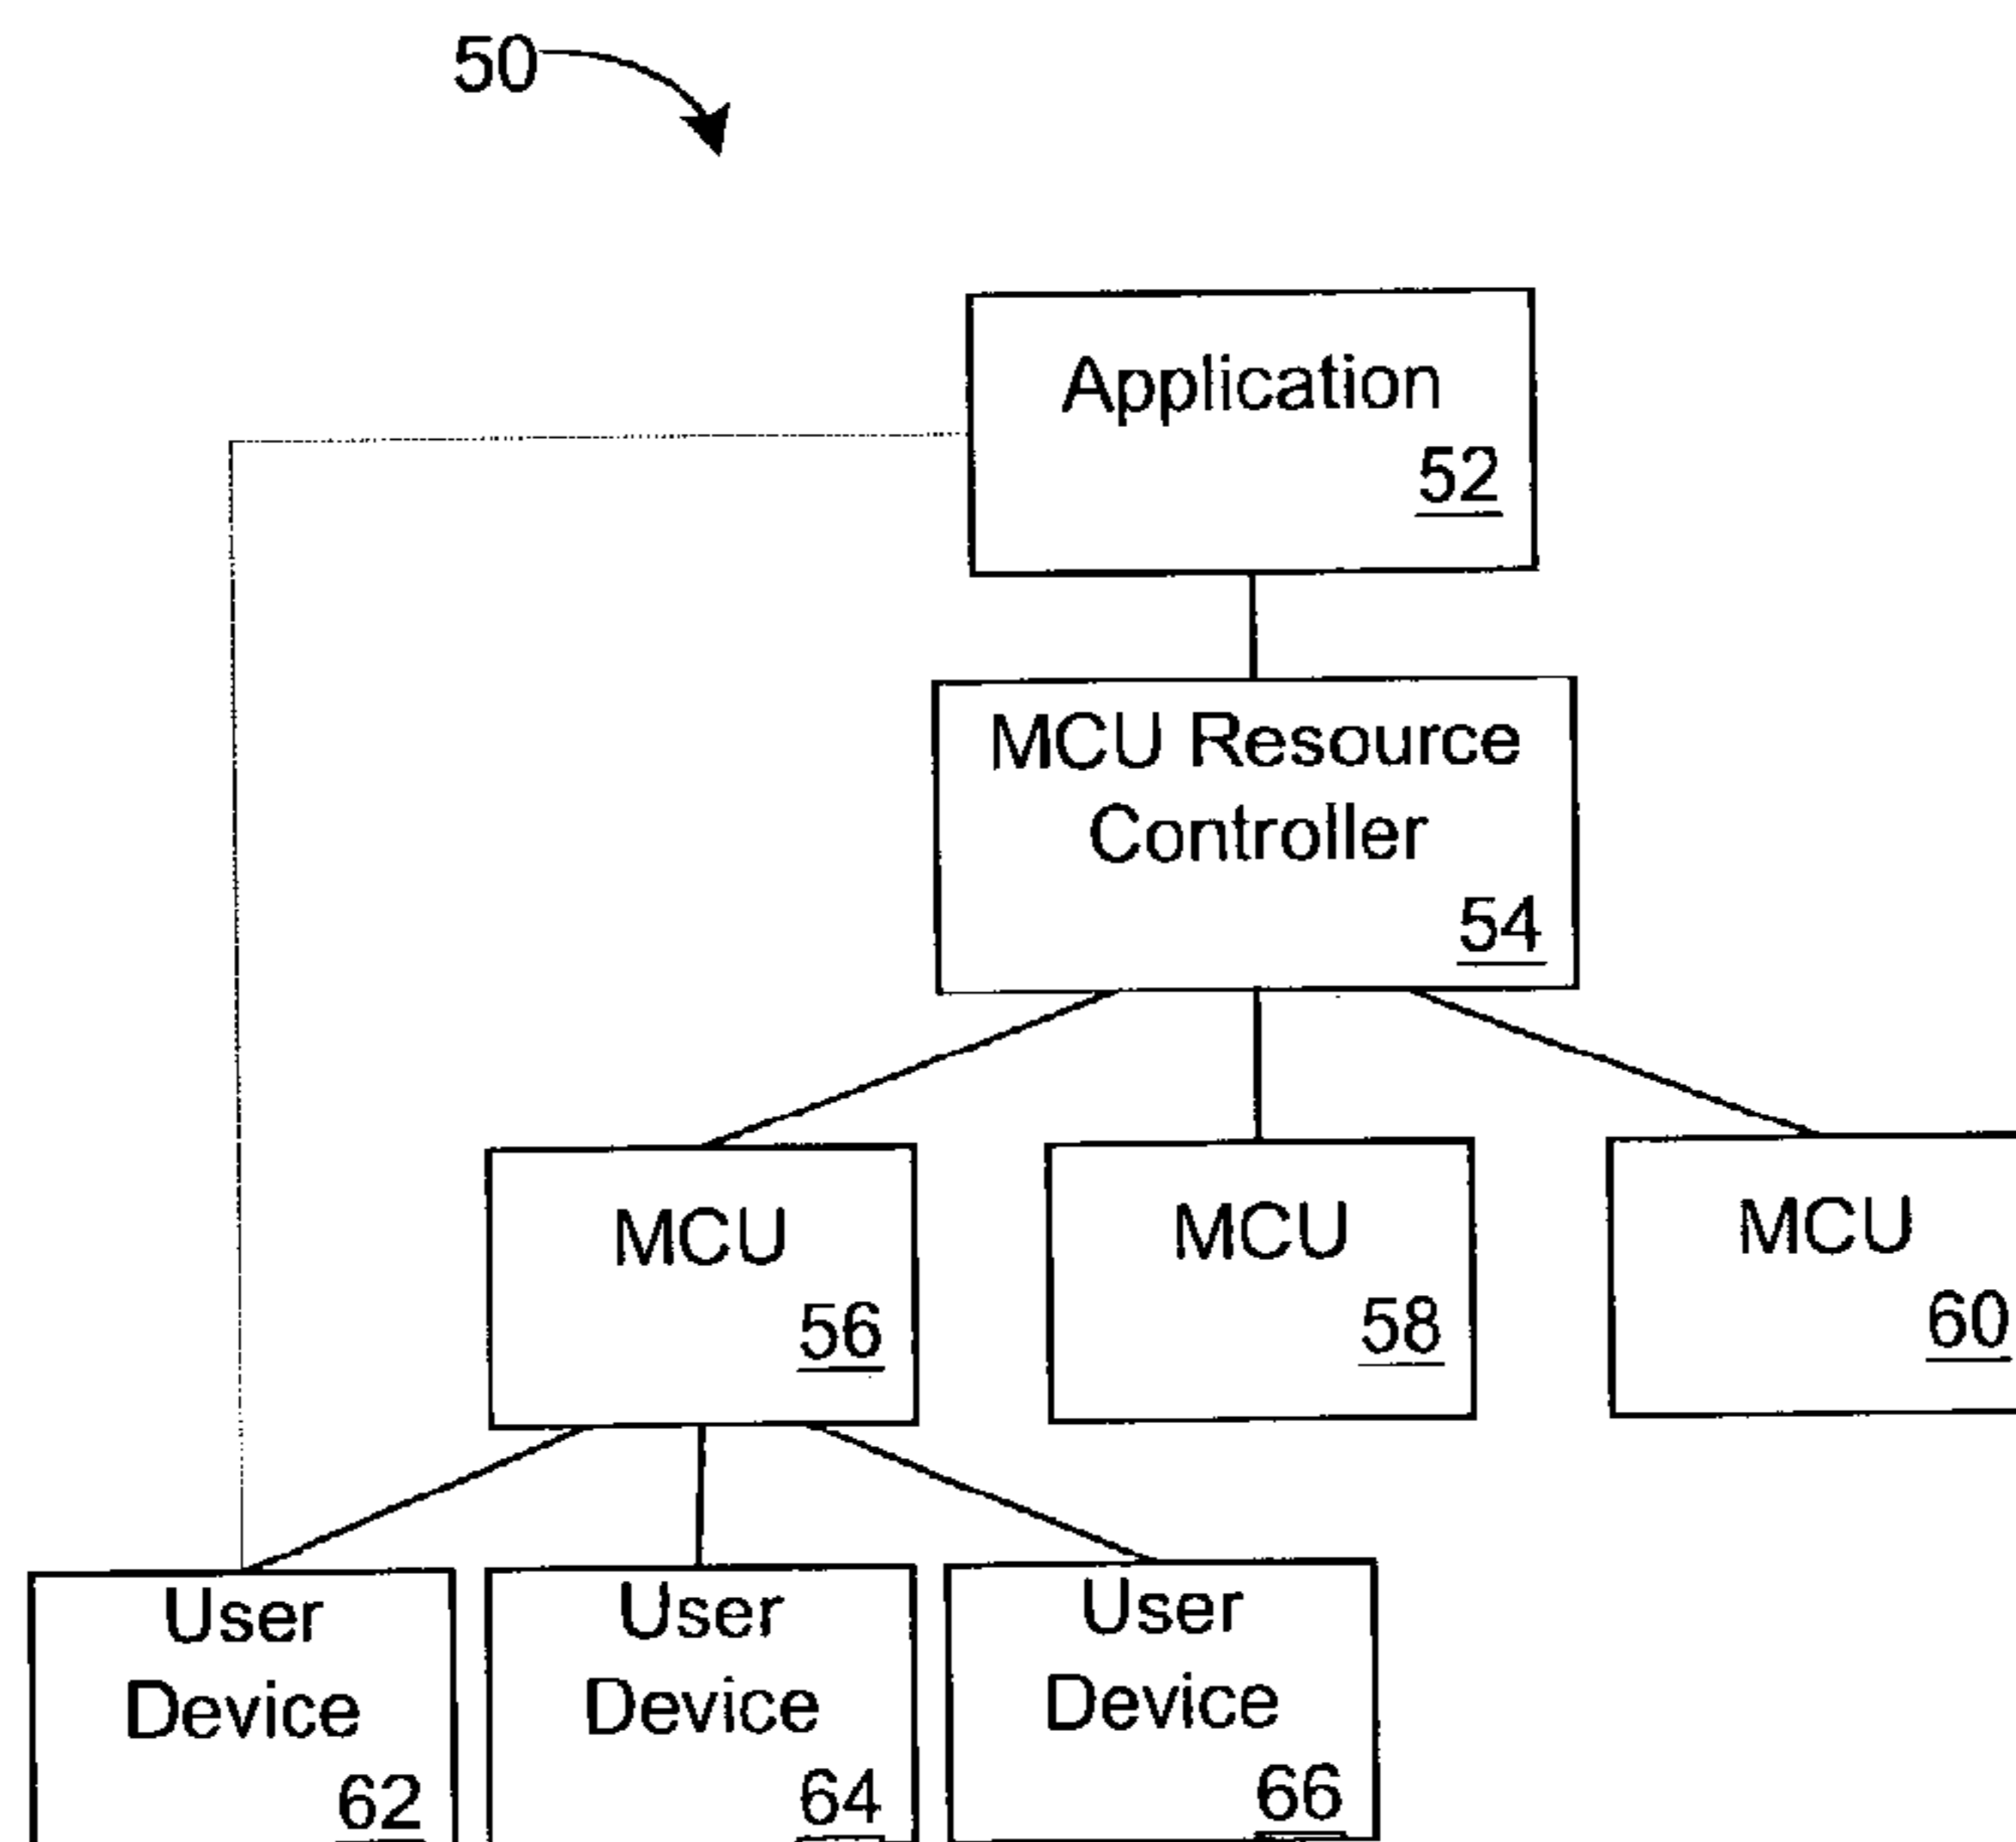 50
Application
52
MCU Resource
Controller
54
MCU
56
MCU
58
MCU
60
User
Device
62
User
Device
64
User
Device
66